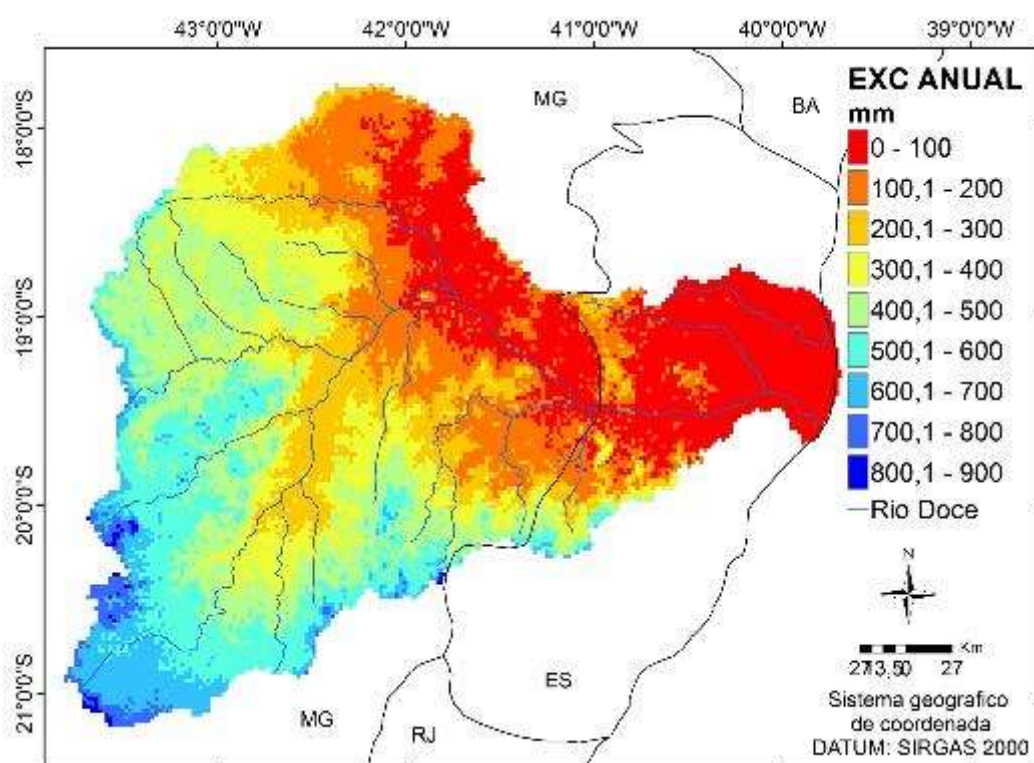 43°0'0"W 42°0'0"W 41°0'0"W 40°0'0"W 39°0'0"W
18°0'0"S
19°0'0"S
20°0'0"S
21°0'0"S
MG
BA
MG
RJ
ES
EXC ANUAL
mm
0 - 100
100,1 - 200
200,1 - 300
300,1 - 400
400,1 - 500
500,1 - 600
600,1 - 700
700,1 - 800
800,1 - 900
Rio Doce
N
Km
27 13,5 0 27
Sistema geografico
de coordenada
DATUM: SIRGAS 2000